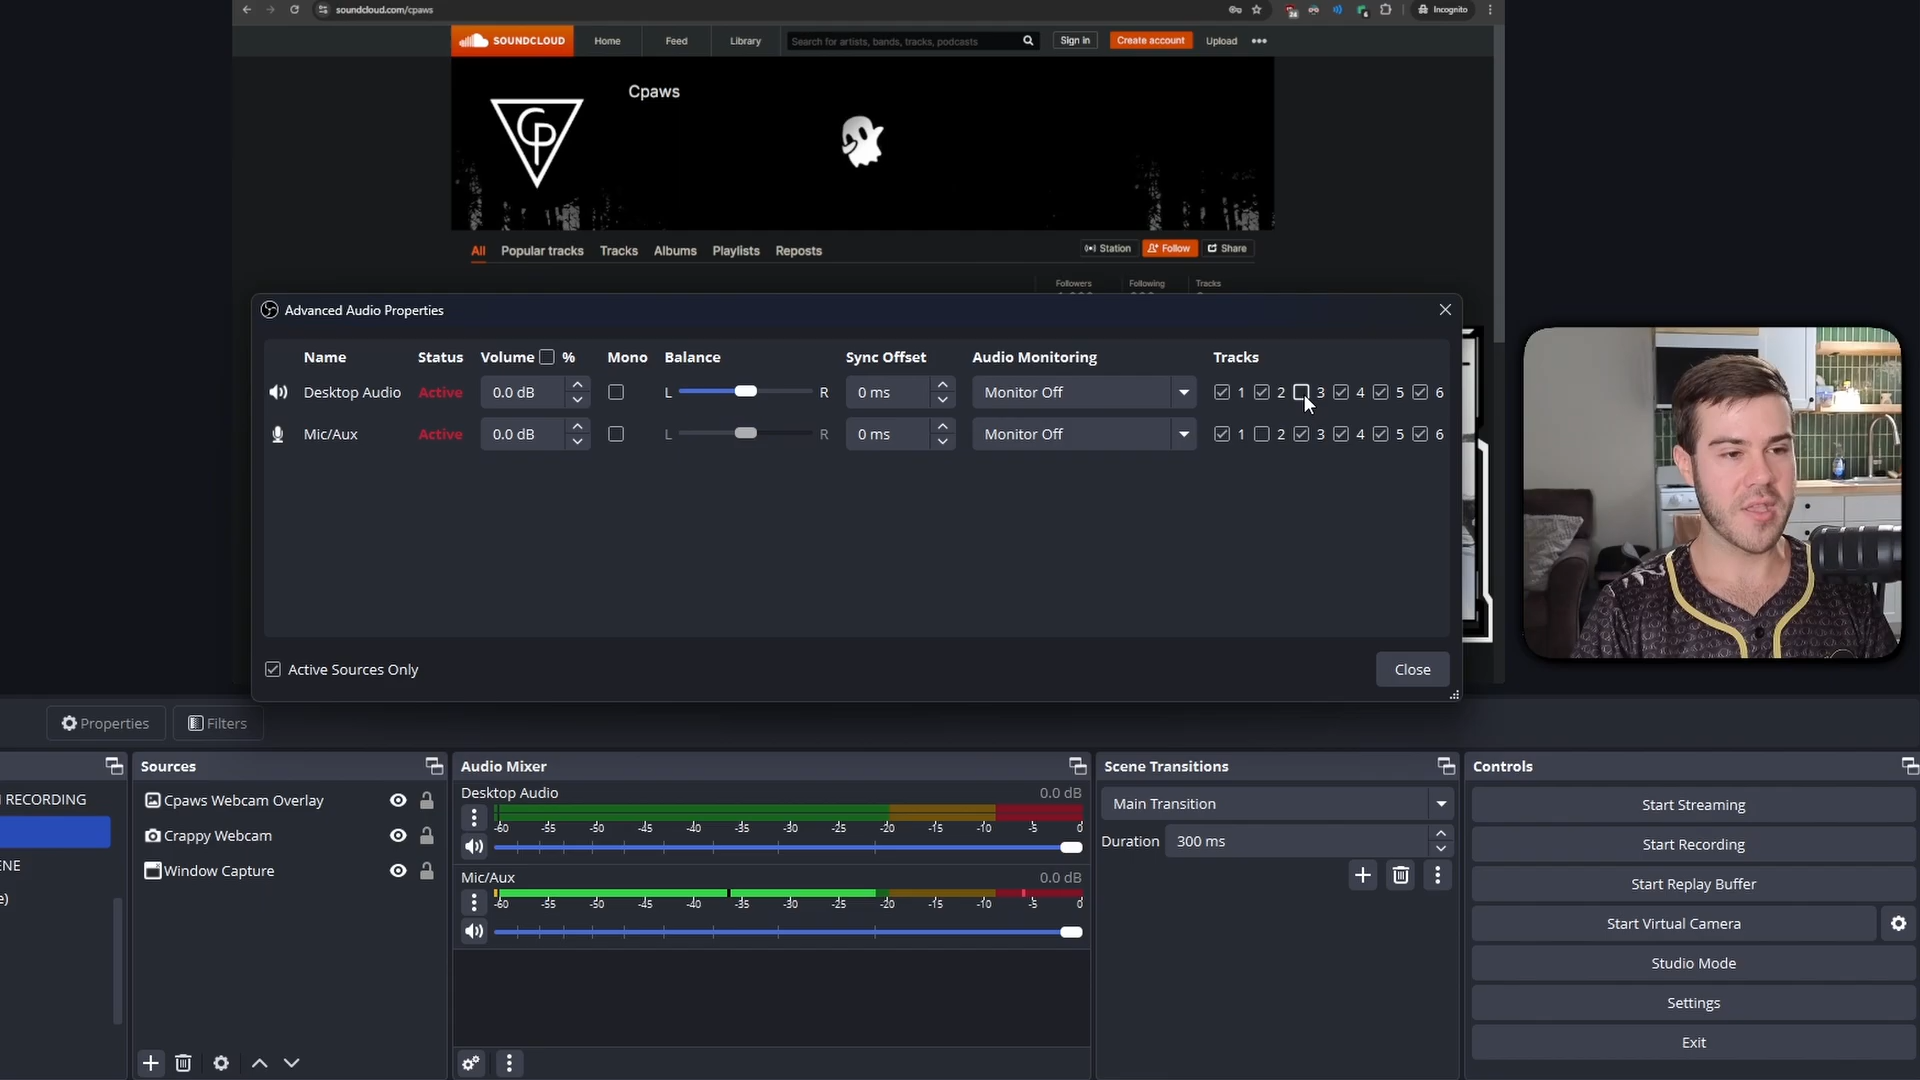 soundcloud.com/cpaws
Incognito
SOUNDCLOUD
Home
Feed
Library
Search for artists, bands, tracks, podcasts
Sign in
Create account
Upload
CP
Cpaws
All
Popular tracks
Tracks
Albums
Playlists
Reposts
Station
Follow
Share
Followers
Following
Tracks
Advanced Audio Properties
Name Status Volume % Mono Balance Sync Offset Audio Monitoring Tracks
Desktop Audio Active 0.0 dB L R 0 ms Monitor Off 1 2 3 4 5 6
Mic/Aux Active 0.0 dB L R 0 ms Monitor Off 1 2 3 4 5 6
Active Sources Only
Close
Properties
Filters
RECORDING
ENE
e)
Sources
Cpaws Webcam Overlay
Crappy Webcam
Window Capture
Audio Mixer
Desktop Audio 0.0 dB
-60 -55 -50 -45 -40 -35 -30 -25 -20 -15 -10 -5 0
Mic/Aux 0.0 dB
-60 -55 -50 -45 -40 -35 -30 -25 -20 -15 -10 -5 0
Scene Transitions
Main Transition
Duration 300 ms
Controls
Start Streaming
Start Recording
Start Replay Buffer
Start Virtual Camera
Studio Mode
Settings
Exit